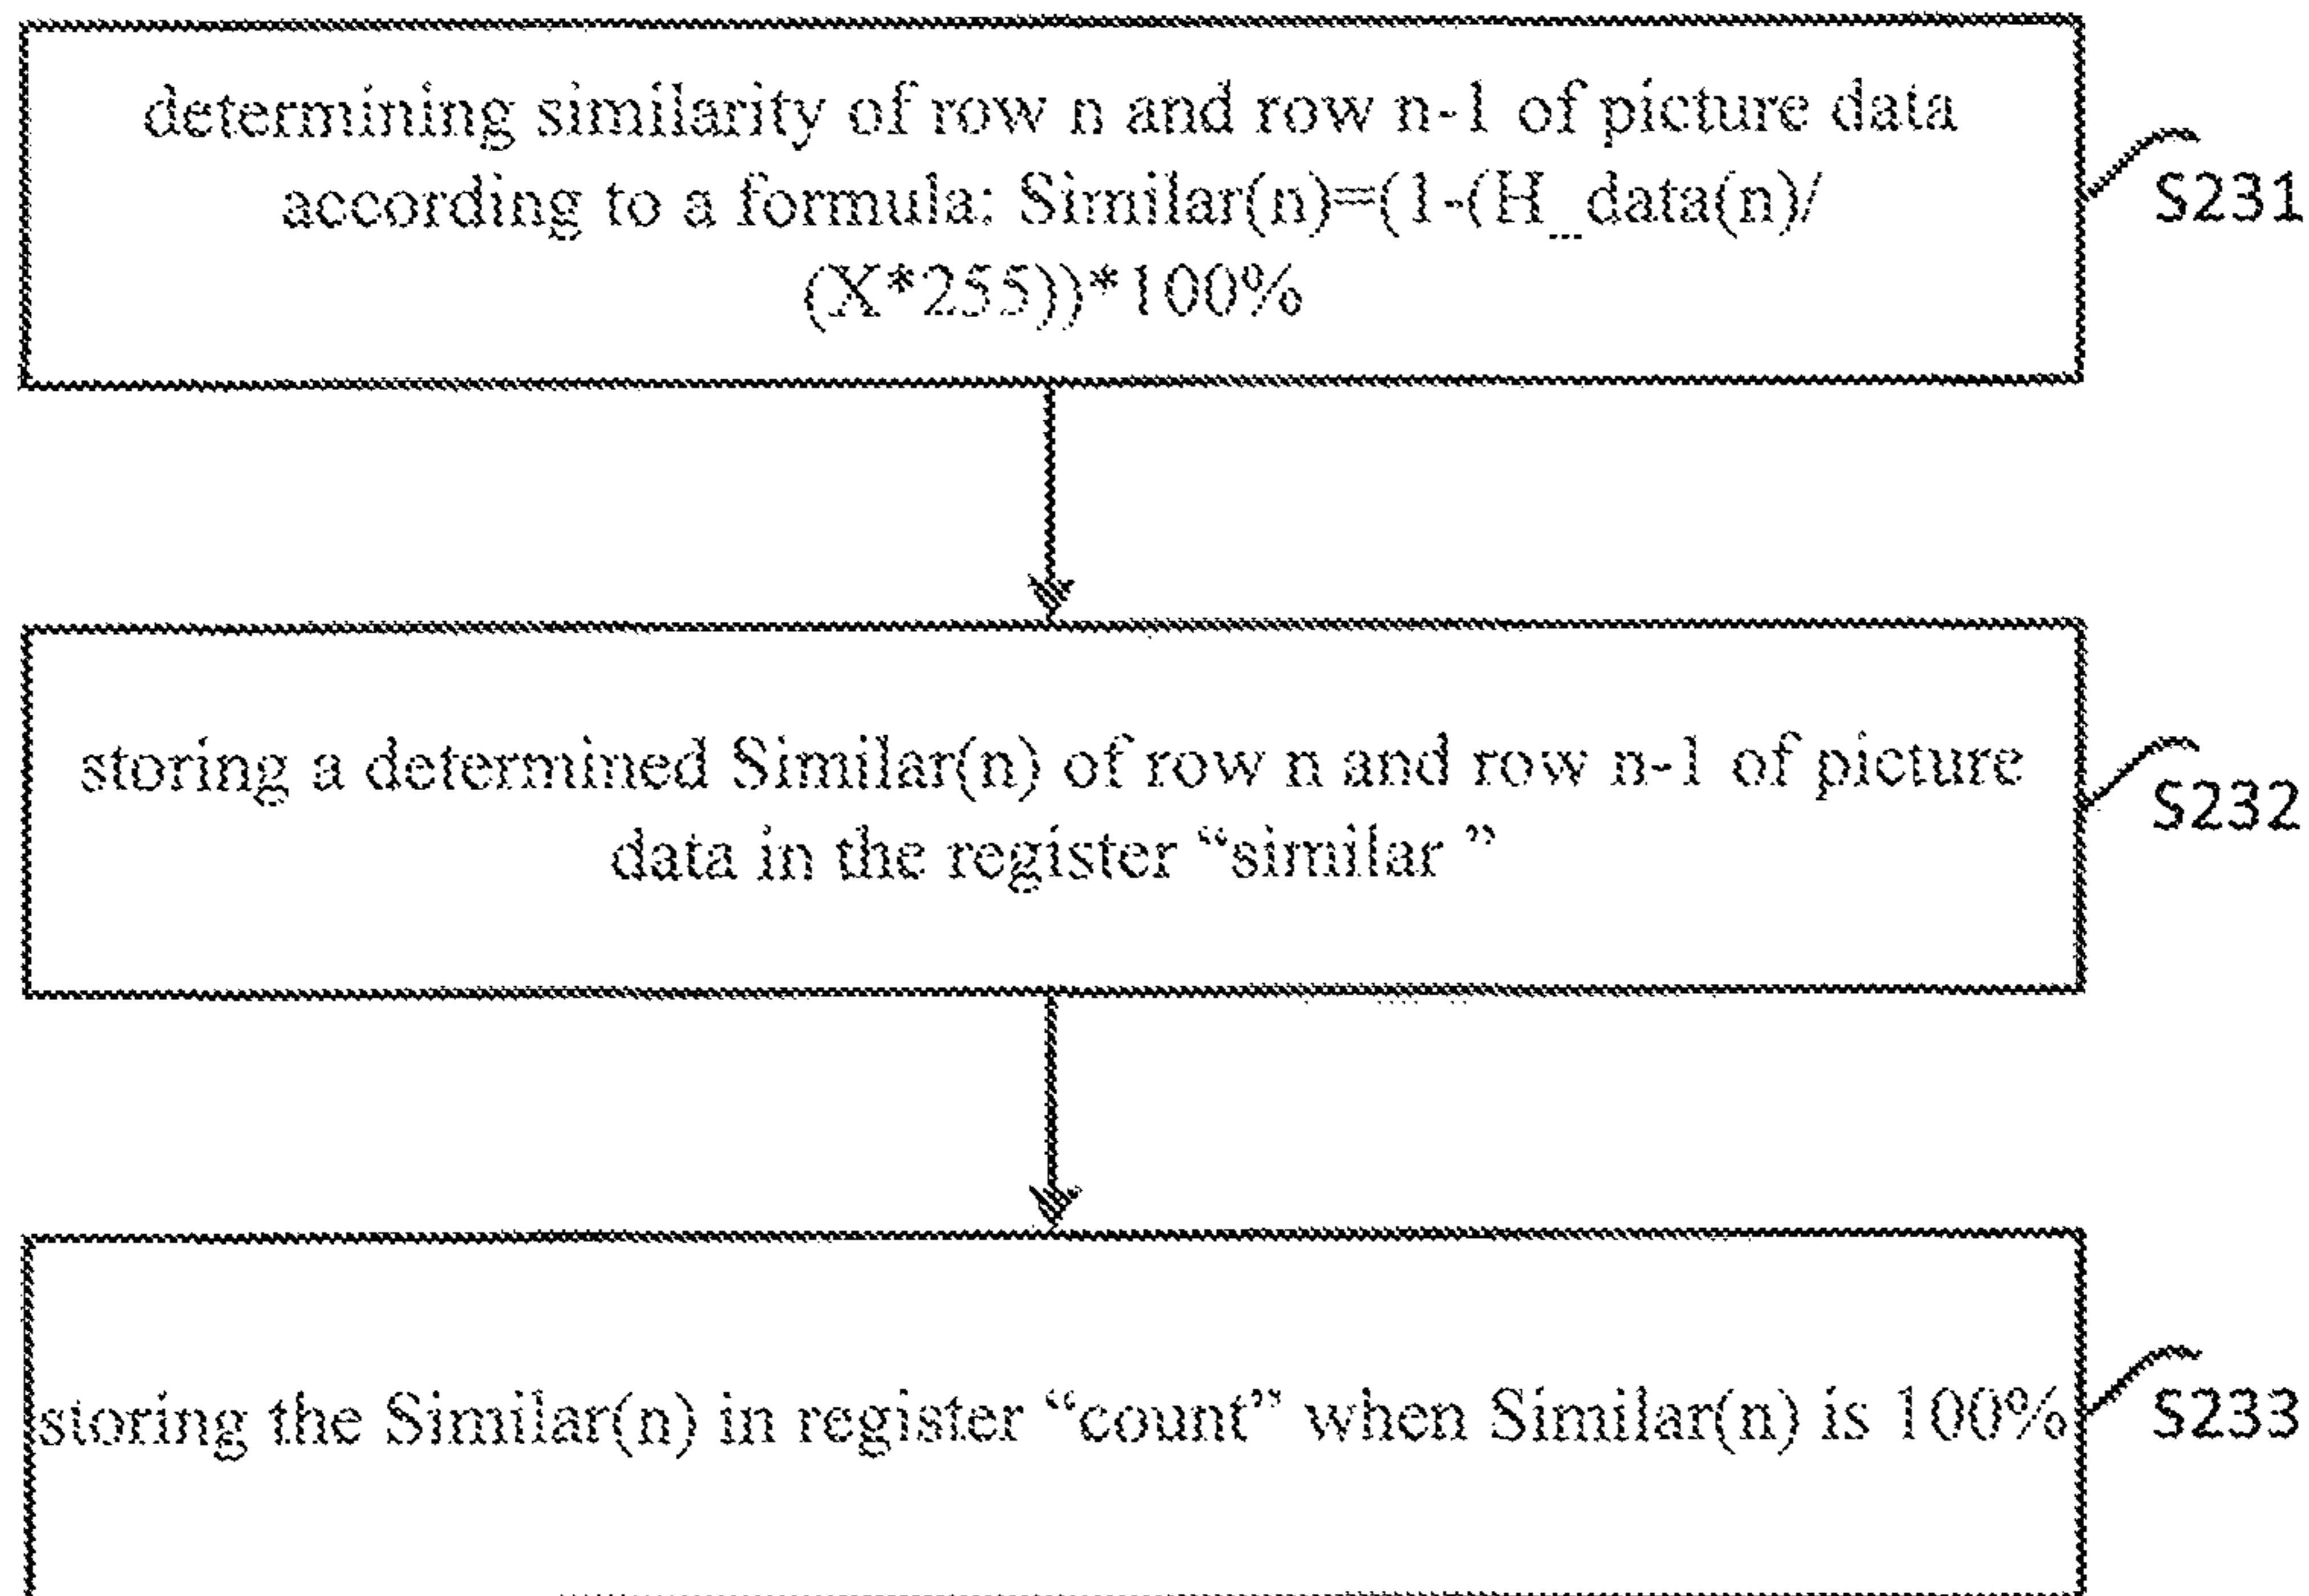 determining similarity of row n and row n-1 of picture data
according to a formula: Similar(n)=(1-(H_data(n)/
(X*255))*100%
S231
storing a determined Similar(n) of row n and row n-1 of picture
data in the register “similar ”
S232
storing the Similar(n) in register “count” when Similar(n) is 100%
S233